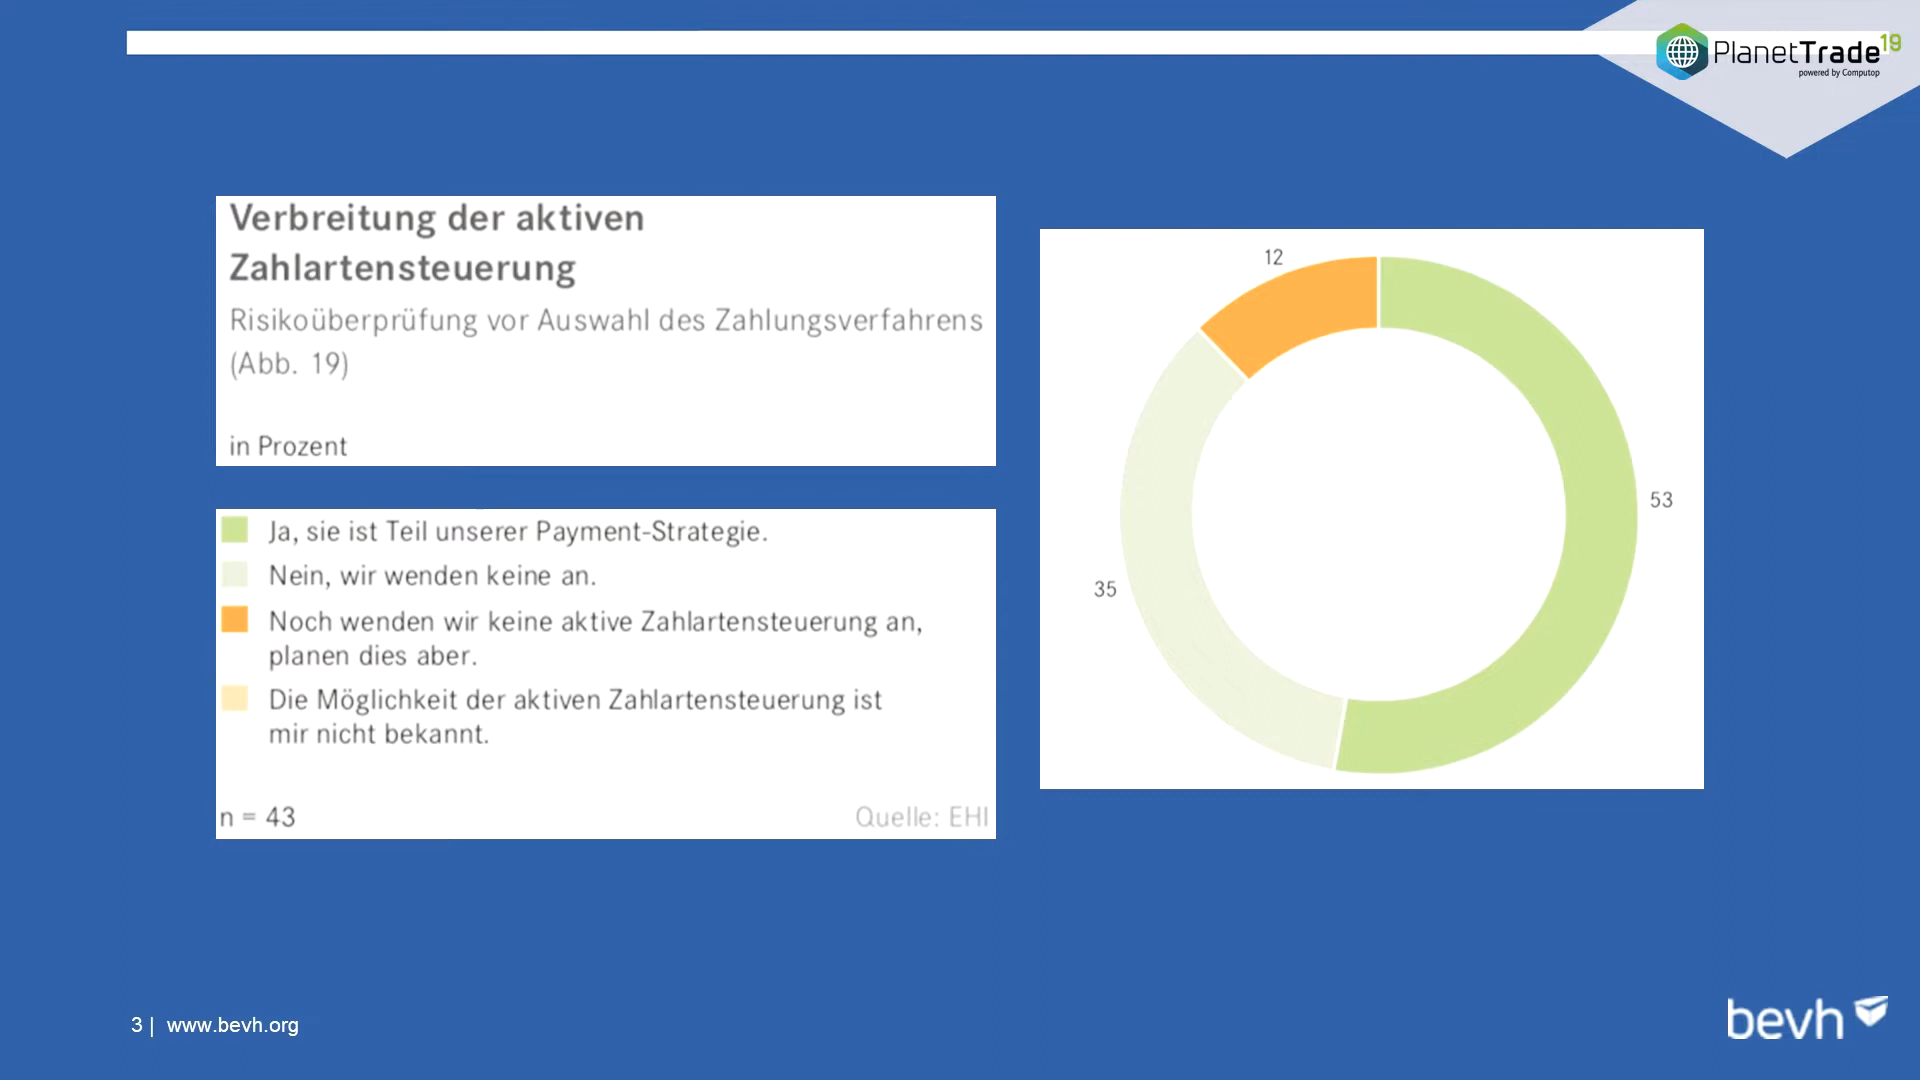 PlanetTrade19
powered by Computop
Verbreitung der aktiven
Zahlartensteuerung
Risikoüberprüfung vor Auswahl des Zahlungsverfahrens
(Abb. 19)
in Prozent
Ja, sie ist Teil unserer Payment-Strategie.
Nein, wir wenden keine an.
Noch wenden wir keine aktive Zahlartensteuerung an,
planen dies aber.
Die Möglichkeit der aktiven Zahlartensteuerung ist
mir nicht bekannt.
n = 43
Quelle: EHI
12
53
35
3 | www.bevh.org
bevh